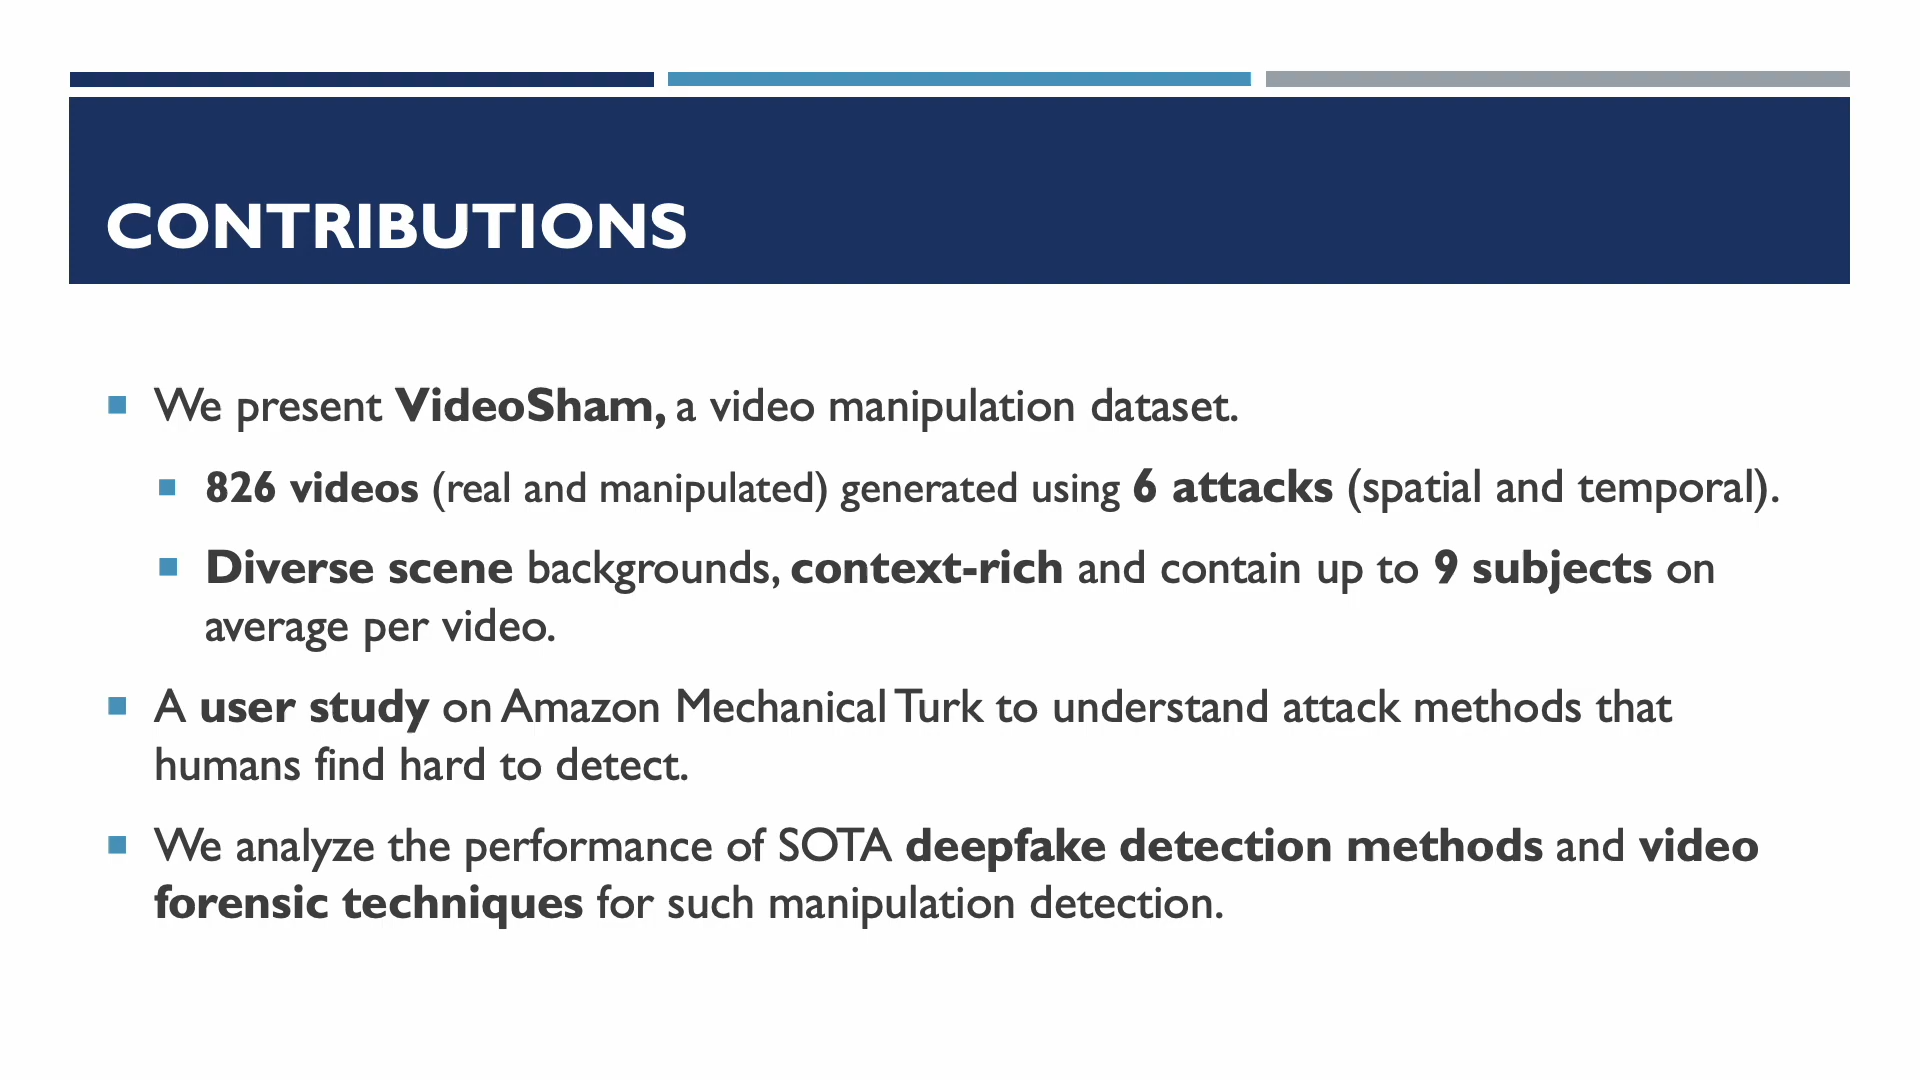 CONTRIBUTIONS
We present VideoSham, a video manipulation dataset.
826 videos (real and manipulated) generated using 6 attacks (spatial and temporal).
Diverse scene backgrounds, context-rich and contain up to 9 subjects on
average per video.
A user study on Amazon Mechanical Turk to understand attack methods that
humans find hard to detect.
We analyze the performance of SOTA deepfake detection methods and video
forensic techniques for such manipulation detection.